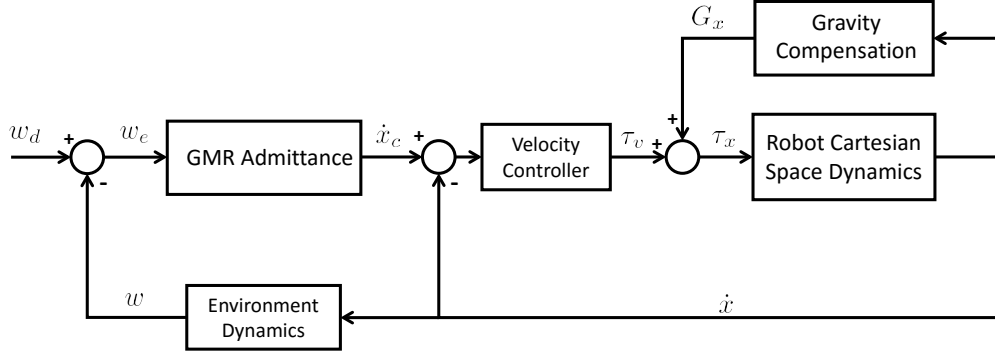 G_x
Gravity
Compensation
+
w_d
+
w_e
GMR Admittance
ẋ_c
+
Velocity
Controller
τ_v
+
τ_x
Robot Cartesian
Space Dynamics
-
-
w
Environment
Dynamics
ẋ